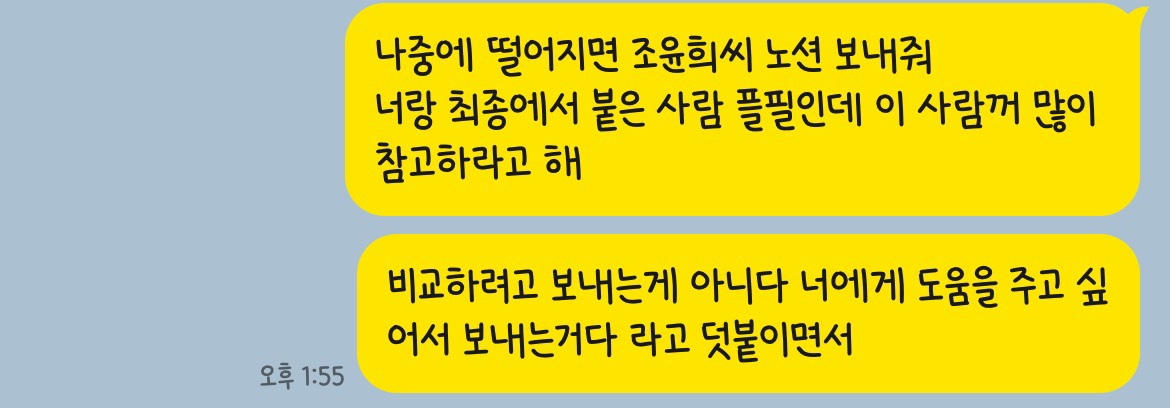 나중에 떨어지면 조윤희씨 노션 보내줘
너랑 최종에서 붙은 사람 플필인데 이 사람꺼 많이
참고하라고 해
비교하려고 보내는게 아니다 너에게 도움을 주고 싶
어서 보내는거다 라고 덧붙이면서
오후 1:55